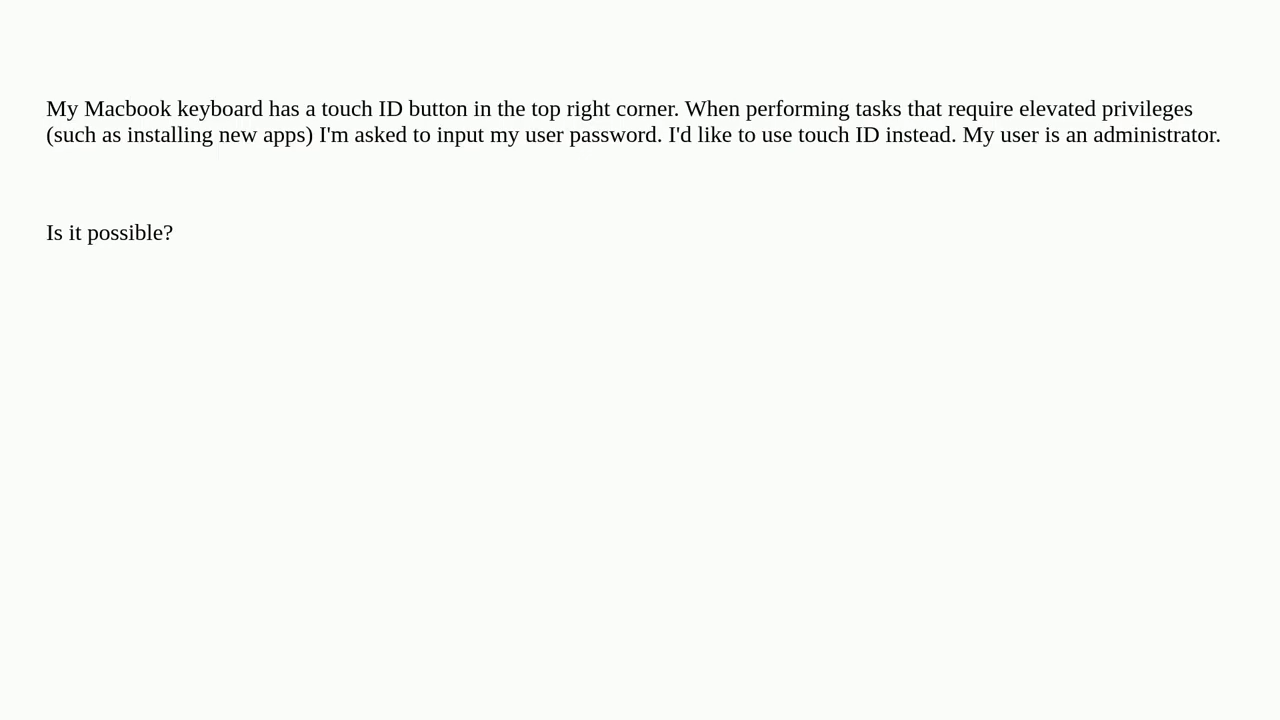 My Macbook keyboard has a touch ID button in the top right corner. When performing tasks that require elevated privileges
(such as installing new apps) I'm asked to input my user password. I'd like to use touch ID instead. My user is an administrator.
Is it possible?